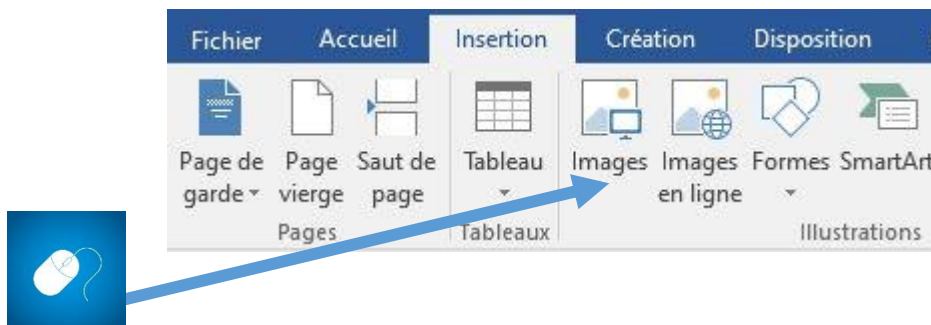 Fichier Accueil Insertion Création Disposition
Page de Page Saut de Tableau Images Images Formes SmartArt
garde vierge page en ligne
Pages Tableaux Illustrations